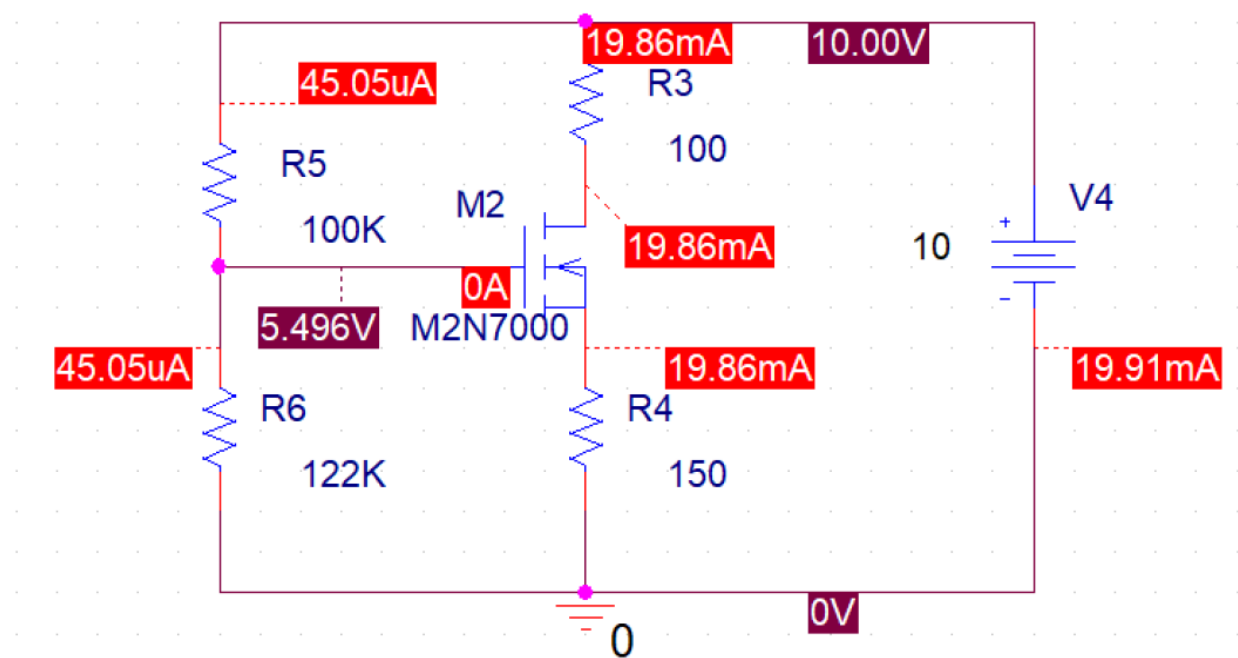 19.86mA
10.00V
45.05uA
R3
100
R5
100K
M2
V4
+
10
19.86mA
0A
5.496V
M2N7000
-
45.05uA
19.86mA
19.91mA
R6
122K
R4
150
0V
0